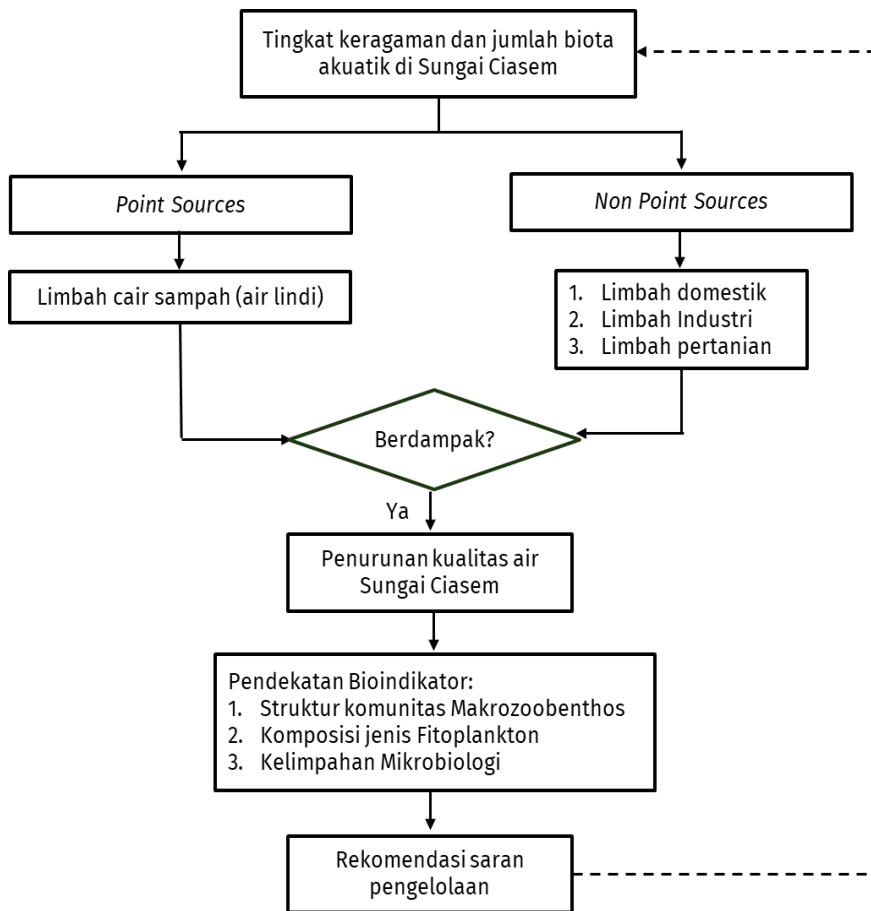 Tingkat keragaman dan jumlah biota
akuatik di Sungai Ciasem
Point Sources
Non Point Sources
Limbah cair sampah (air lindi)
1. Limbah domestik
2. Limbah Industri
3. Limbah pertanian
Berdampak?
Ya
Penurunan kualitas air
Sungai Ciasem
Pendekatan Bioindikator:
1. Struktur komunitas Makrozoobenthos
2. Komposisi jenis Fitoplankton
3. Kelimpahan Mikrobiologi
Rekomendasi saran
pengelolaan